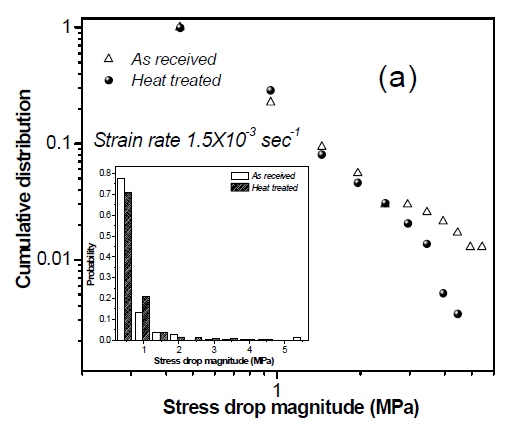 1
As received
Heat treated
(a)
0.1
Strain rate 1.5X10-3 sec-1
Cumulative distribution
0.01
0.8
0.7
0.6
0.5
0.4
0.3
0.2
0.1
0.0
Probability
As received
Heat treated
1 2 3 4 5
Stress drop magnitude (MPa)
1
Stress drop magnitude (MPa)